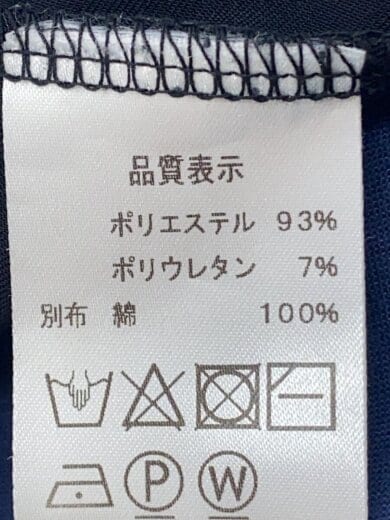 品質表示
ポリエステル 93%
ポリウレタン 7%
別布 綿 100%
P W